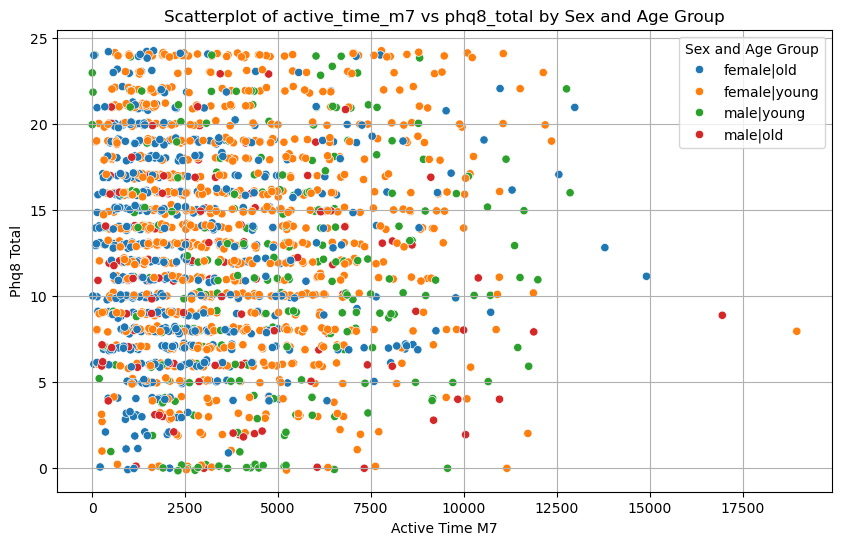 Scatterplot of active_time_m7 vs phq8_total by Sex and Age Group
Sex and Age Group
female|old
female|young
male|young
male|old
Phq8 Total
25
20
15
10
5
0
0 2500 5000 7500 10000 12500 15000 17500
Active Time M7